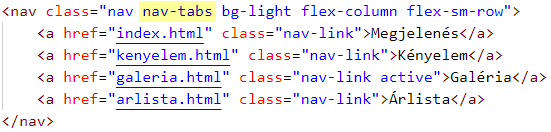 <nav class="nav nav-tabs bg-light flex-column flex-sm-row">
<a href="index.html" class="nav-link">Megjelenés</a>
<a href="kenyelem.html" class="nav-link">Kényelem</a>
<a href="galeria.html" class="nav-link active">Galéria</a>
<a href="arlista.html" class="nav-link">Árlista</a>
</nav>